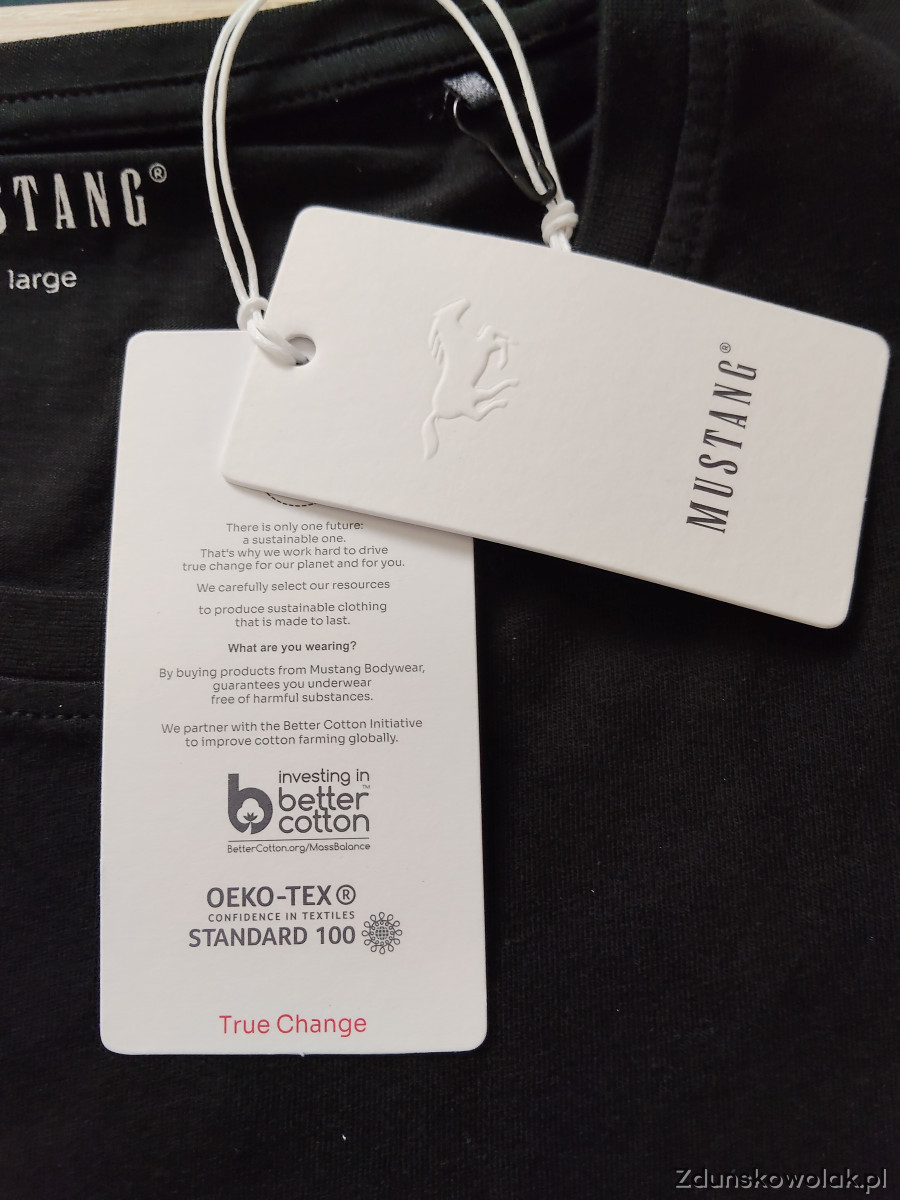 STANG®
large
MUSTANG®
There is only one future:
a sustainable one.
That's why we work hard to drive
true change for our planet and for you.
We carefully select our resources
to produce sustainable clothing
that is made to last.
What are you wearing?
By buying products from Mustang Bodywear,
guarantees you underwear
free of harmful substances.
We partner with the Better Cotton Initiative
to improve cotton farming globally.
investing in
better™
cotton
BetterCotton.org/MassBalance
OEKO-TEX®
CONFIDENCE IN TEXTILES
STANDARD 100
True Change
Zduńskowolak.pl